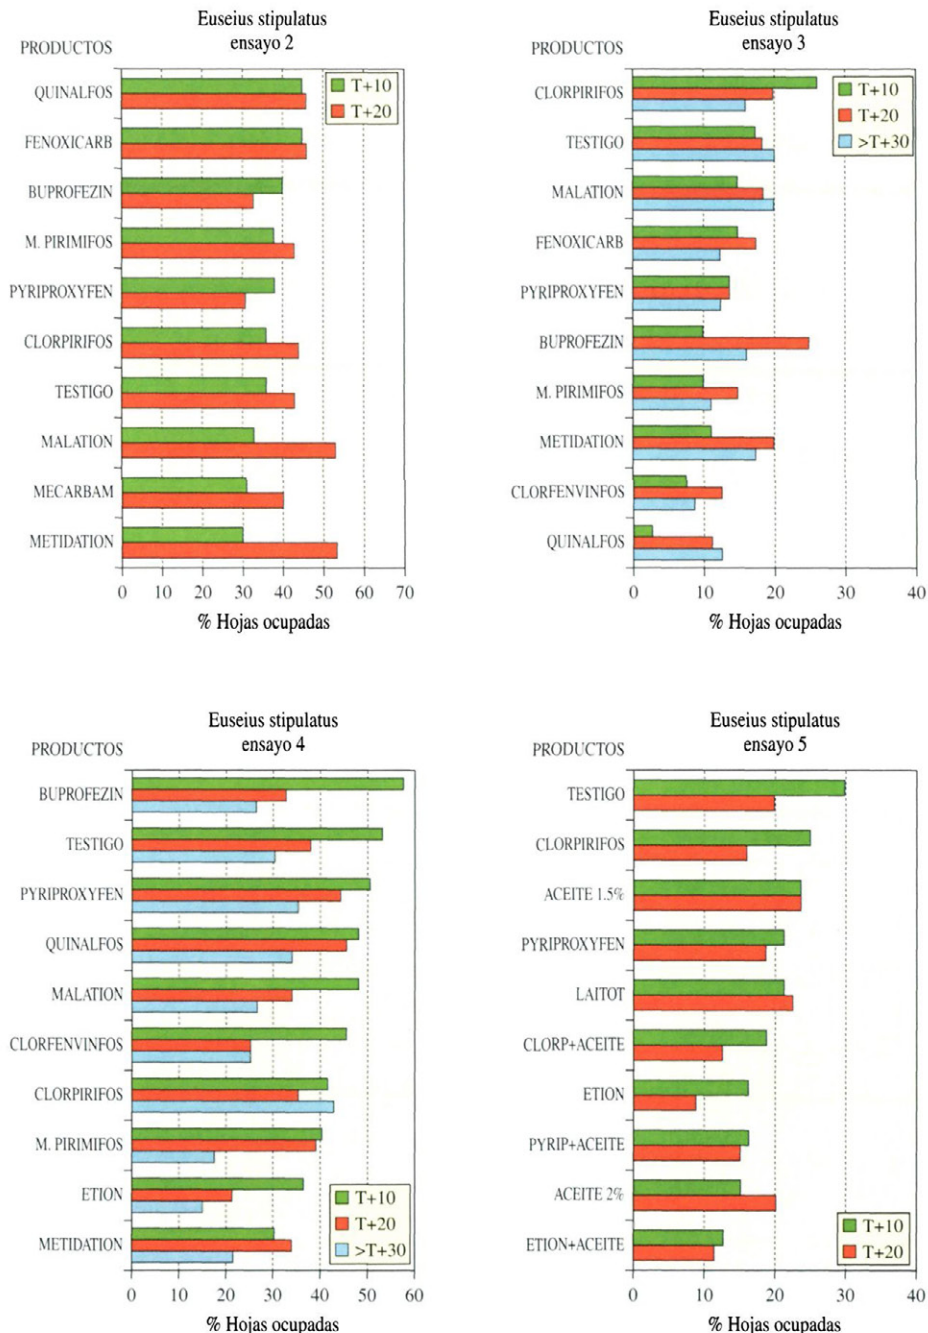 Euseius stipulatus
ensayo 2
PRODUCTOS
T+10
T+20
QUINALFOS
FENOXICARB
BUPROFEZIN
M. PIRIMIFOS
PYRIPROXYFEN
CLORPIRIFOS
TESTIGO
MALATION
MECARBAM
METIDATION
0 10 20 30 40 50 60 70
% Hojas ocupadas
Euseius stipulatus
ensayo 3
PRODUCTOS
T+10
T+20
>T+30
CLORPIRIFOS
TESTIGO
MALATION
FENOXICARB
PYRIPROXYFEN
BUPROFEZIN
M. PIRIMIFOS
METIDATION
CLORFENVINFOS
QUINALFOS
0 10 20 30 40
% Hojas ocupadas
Euseius stipulatus
ensayo 4
PRODUCTOS
BUPROFEZIN
TESTIGO
PYRIPROXYFEN
QUINALFOS
MALATION
CLORFENVINFOS
CLORPIRIFOS
M. PIRIMIFOS
ETION
METIDATION
T+10
T+20
>T+30
0 10 20 30 40 50 60
% Hojas ocupadas
Euseius stipulatus
ensayo 5
PRODUCTOS
TESTIGO
CLORPIRIFOS
ACEITE 1.5%
PYRIPROXYFEN
LAITOT
CLORP+ACEITE
ETION
PYRIP+ACEITE
ACEITE 2%
ETION+ACEITE
T+10
T+20
0 10 20 30 40
% Hojas ocupadas